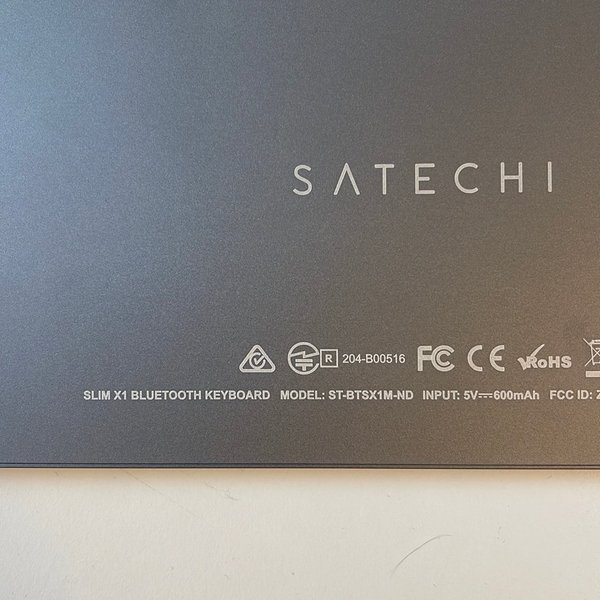 SATECHI
R 204-B00516 FC CE RoHS
SLIM X1 BLUETOOTH KEYBOARD MODEL: ST-BTSX1M-ND INPUT: 5V⎓600mAh FCC ID: Z